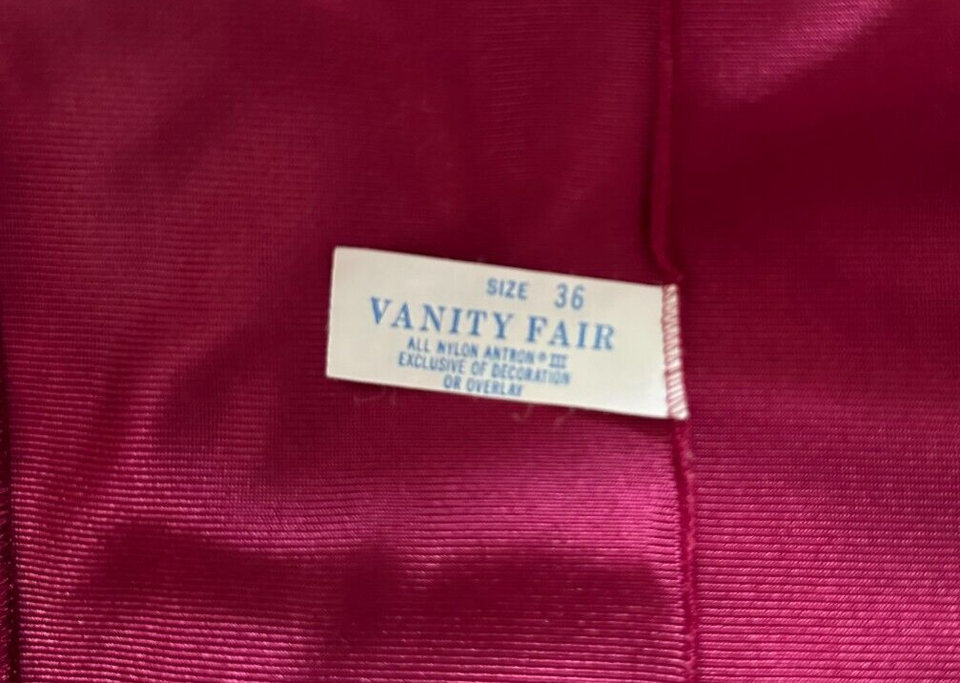 SIZE 36
VANITY FAIR
ALL NYLON ANTRON® III
EXCLUSIVE OF DECORATION
OR OVERLAY